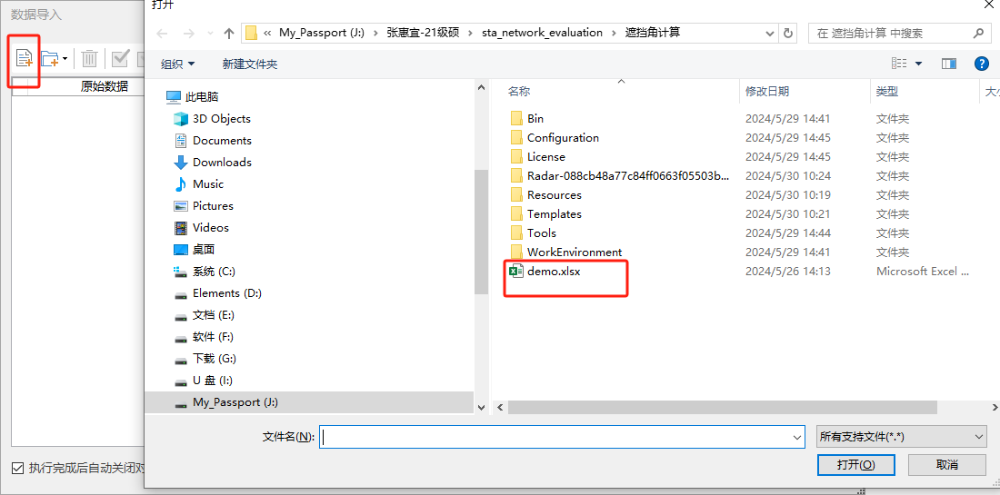 数据导入
打开
原始数据
执行完成后自动关闭对
« My_Passport (J:) › 张惠宜-21级硕 › sta_network_evaluation › 遮挡角计算
在 遮挡角计算 中搜索
组织 新建文件夹
此电脑
3D Objects
Documents
Downloads
Music
Pictures
Videos
桌面
系统 (C:)
Elements (D:)
文档 (E:)
软件 (F:)
下载 (G:)
U 盘 (I:)
My_Passport (J:)
名称 修改日期 类型 大小
Bin 2024/5/29 14:41 文件夹
Configuration 2024/5/29 14:45 文件夹
License 2024/5/29 14:45 文件夹
Radar-088cb48a77c84ff0663f05503b... 2024/5/30 10:24 文件夹
Resources 2024/5/30 10:19 文件夹
Templates 2024/5/30 10:21 文件夹
Tools 2024/5/29 14:44 文件夹
WorkEnvironment 2024/5/29 14:41 文件夹
demo.xlsx 2024/5/26 14:13 Microsoft Excel ...
文件名(N): 所有支持文件(*.*)
打开(O) 取消